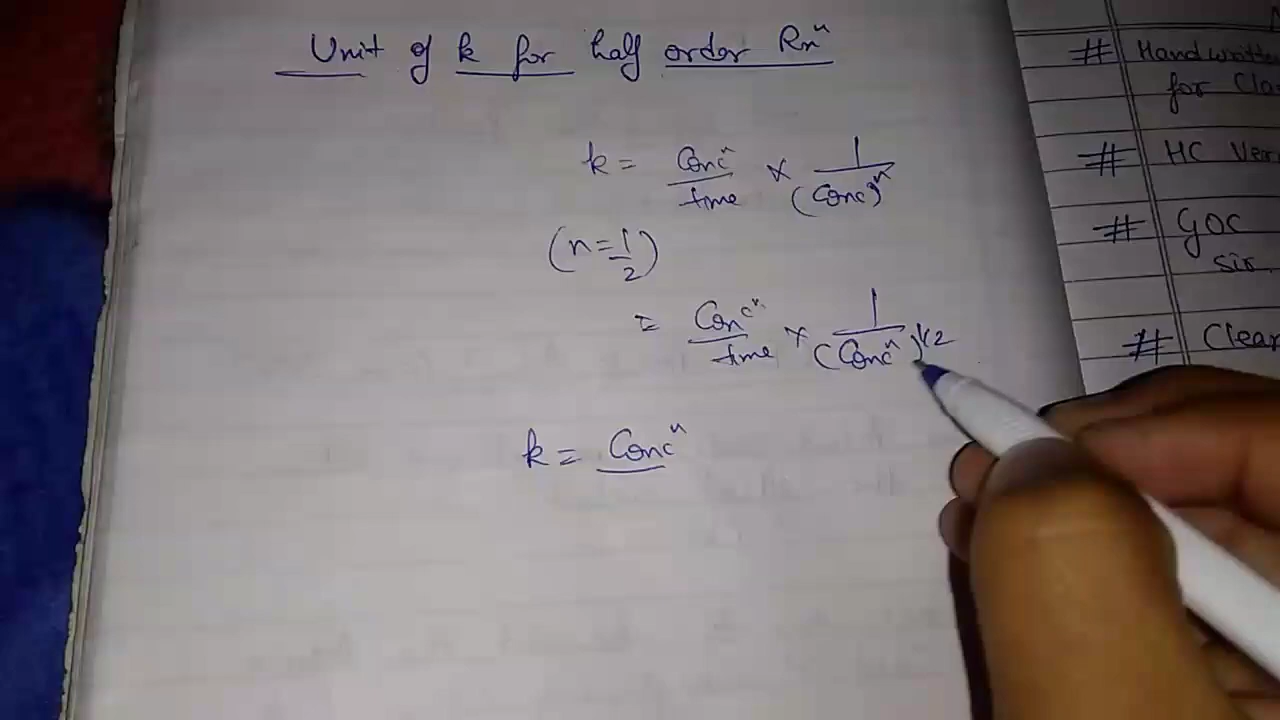 Unit of k for half order Rxⁿ
k = Concⁿ/time × 1/(Conc)ⁿ
(n = 1/2)
= Concⁿ/time × 1/(Concⁿ)^1/2
k = Concⁿ
# Handwritten
for Cla
# HC Ver
# GOC
sir
# Clear